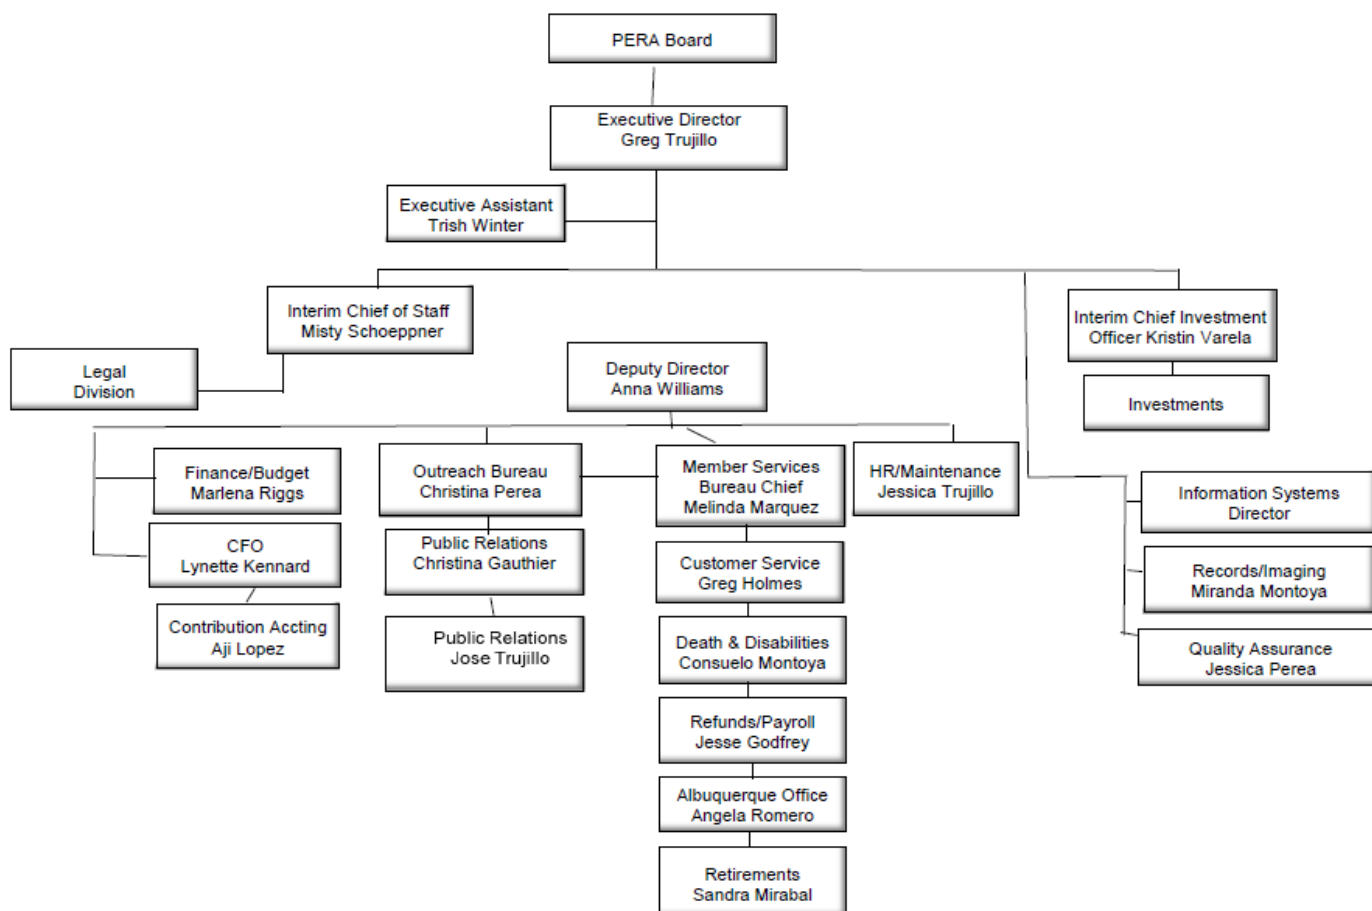 PERA Board
Executive Director
Greg Trujillo
Executive Assistant
Trish Winter
Interim Chief of Staff
Misty Schoeppner
Interim Chief Investment
Officer Kristin Varela
Legal
Division
Deputy Director
Anna Williams
Investments
Finance/Budget
Marlena Riggs
Outreach Bureau
Christina Perea
Member Services
Bureau Chief
Melinda Marquez
HR/Maintenance
Jessica Trujillo
Information Systems
Director
CFO
Lynette Kennard
Public Relations
Christina Gauthier
Customer Service
Greg Holmes
Records/Imaging
Miranda Montoya
Contribution Accting
Aji Lopez
Public Relations
Jose Trujillo
Death & Disabilities
Consuelo Montoya
Quality Assurance
Jessica Perea
Refunds/Payroll
Jesse Godfrey
Albuquerque Office
Angela Romero
Retirements
Sandra Mirabal